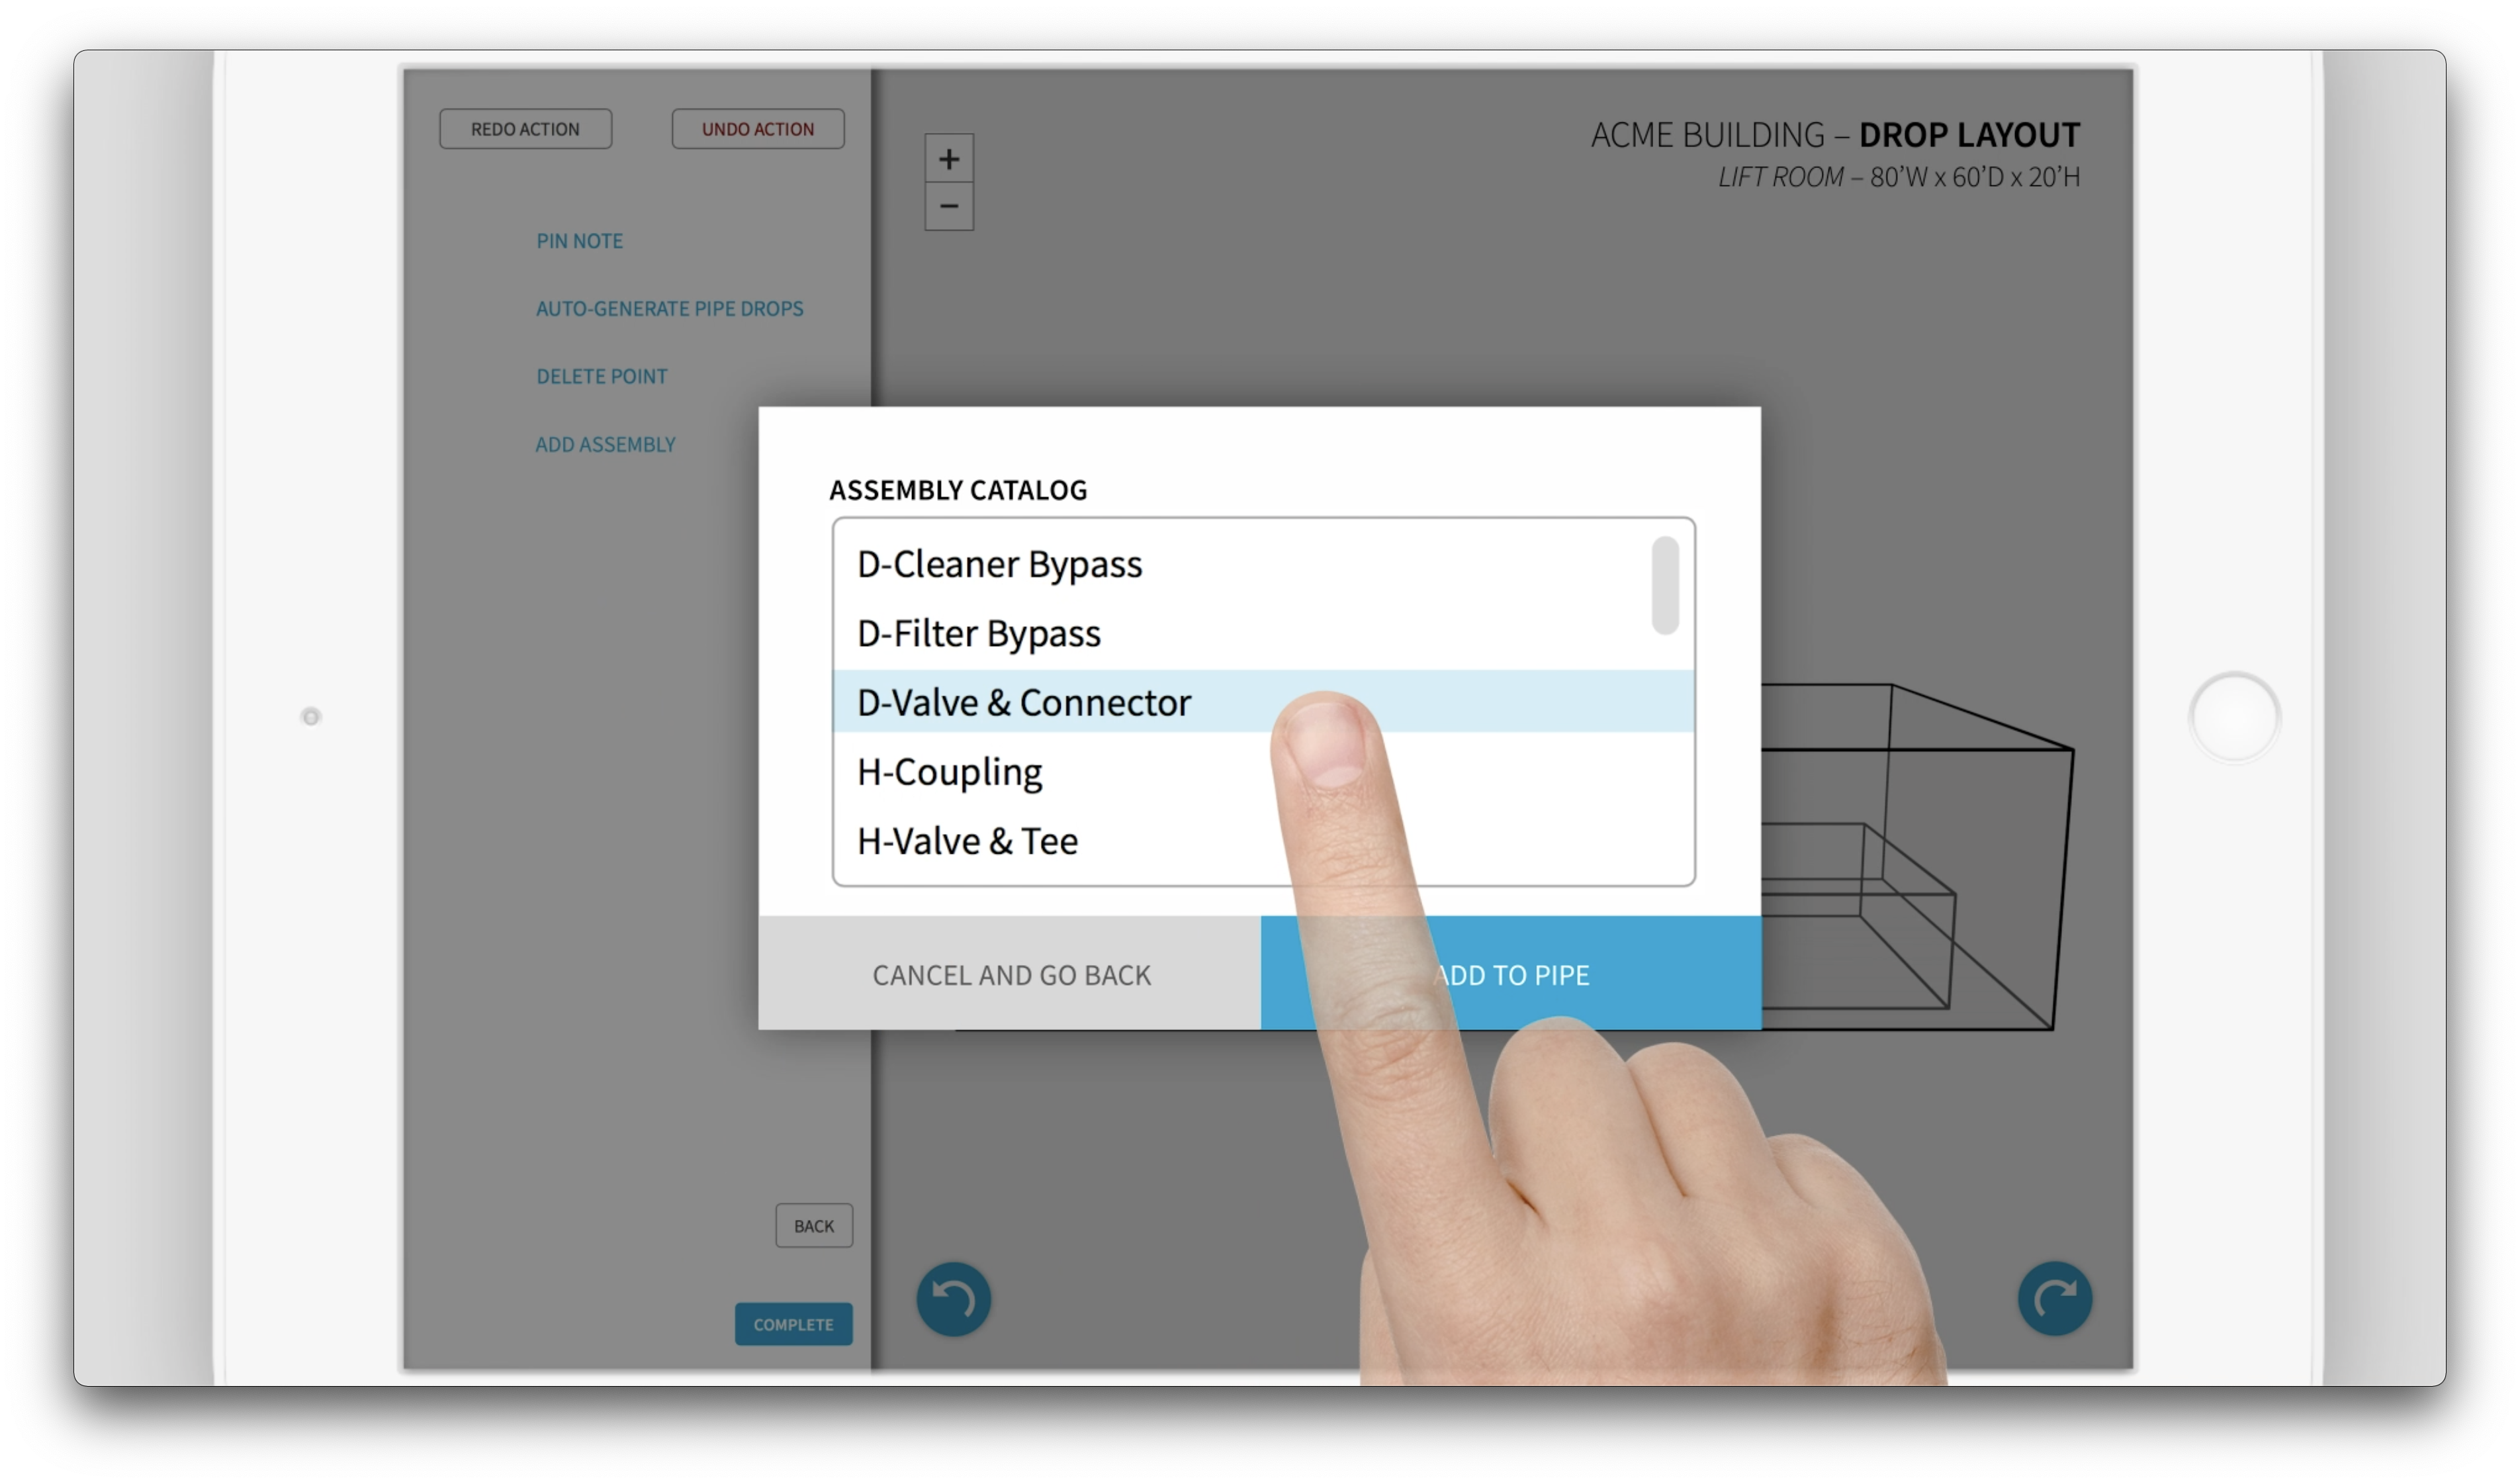 REDO ACTION
UNDO ACTION
PIN NOTE
AUTO-GENERATE PIPE DROPS
DELETE POINT
ADD ASSEMBLY
BACK
COMPLETE
+
−
ACME BUILDING – DROP LAYOUT
LIFT ROOM – 80’W x 60’D x 20’H
ASSEMBLY CATALOG
D-Cleaner Bypass
D-Filter Bypass
D-Valve & Connector
H-Coupling
H-Valve & Tee
CANCEL AND GO BACK
ADD TO PIPE